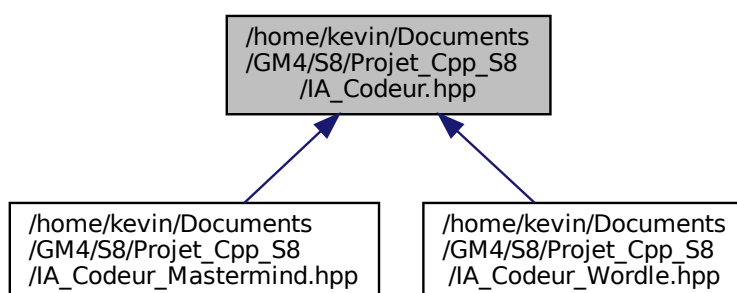 /home/kevin/Documents
/GM4/S8/Projet_Cpp_S8
/IA_Codeur.hpp
/home/kevin/Documents
/GM4/S8/Projet_Cpp_S8
/IA_Codeur_Mastermind.hpp
/home/kevin/Documents
/GM4/S8/Projet_Cpp_S8
/IA_Codeur_Wordle.hpp